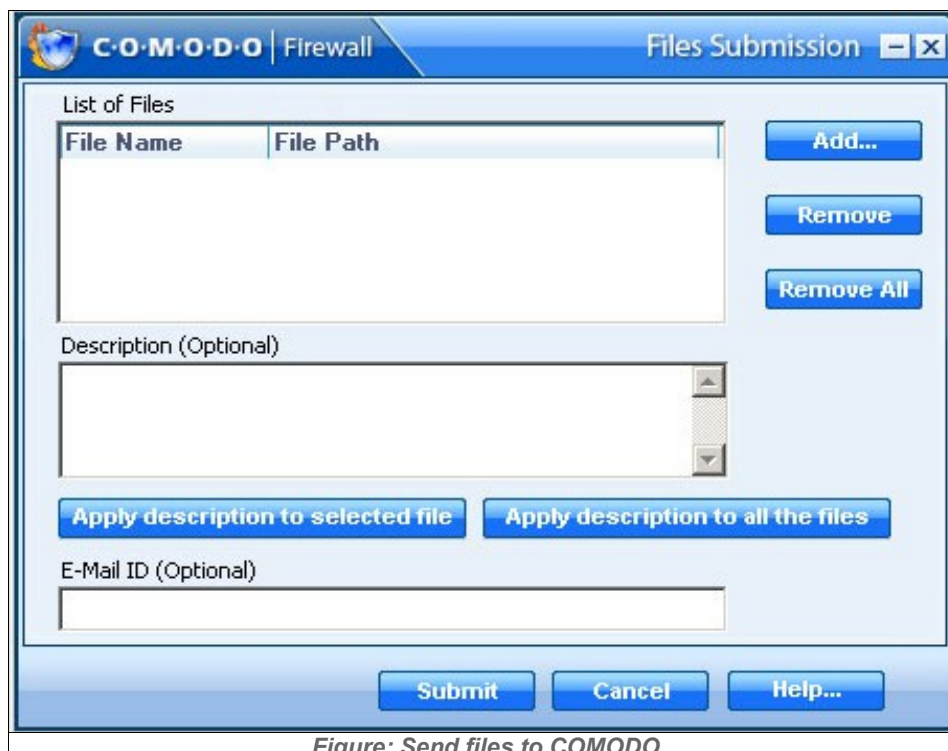 C·O·M·O·D·O | Firewall
Files Submission
List of Files
File Name File Path
Add...
Remove
Remove All
Description (Optional)
Apply description to selected file Apply description to all the files
E-Mail ID (Optional)
Submit Cancel Help...
Figure: Send files to COMODO